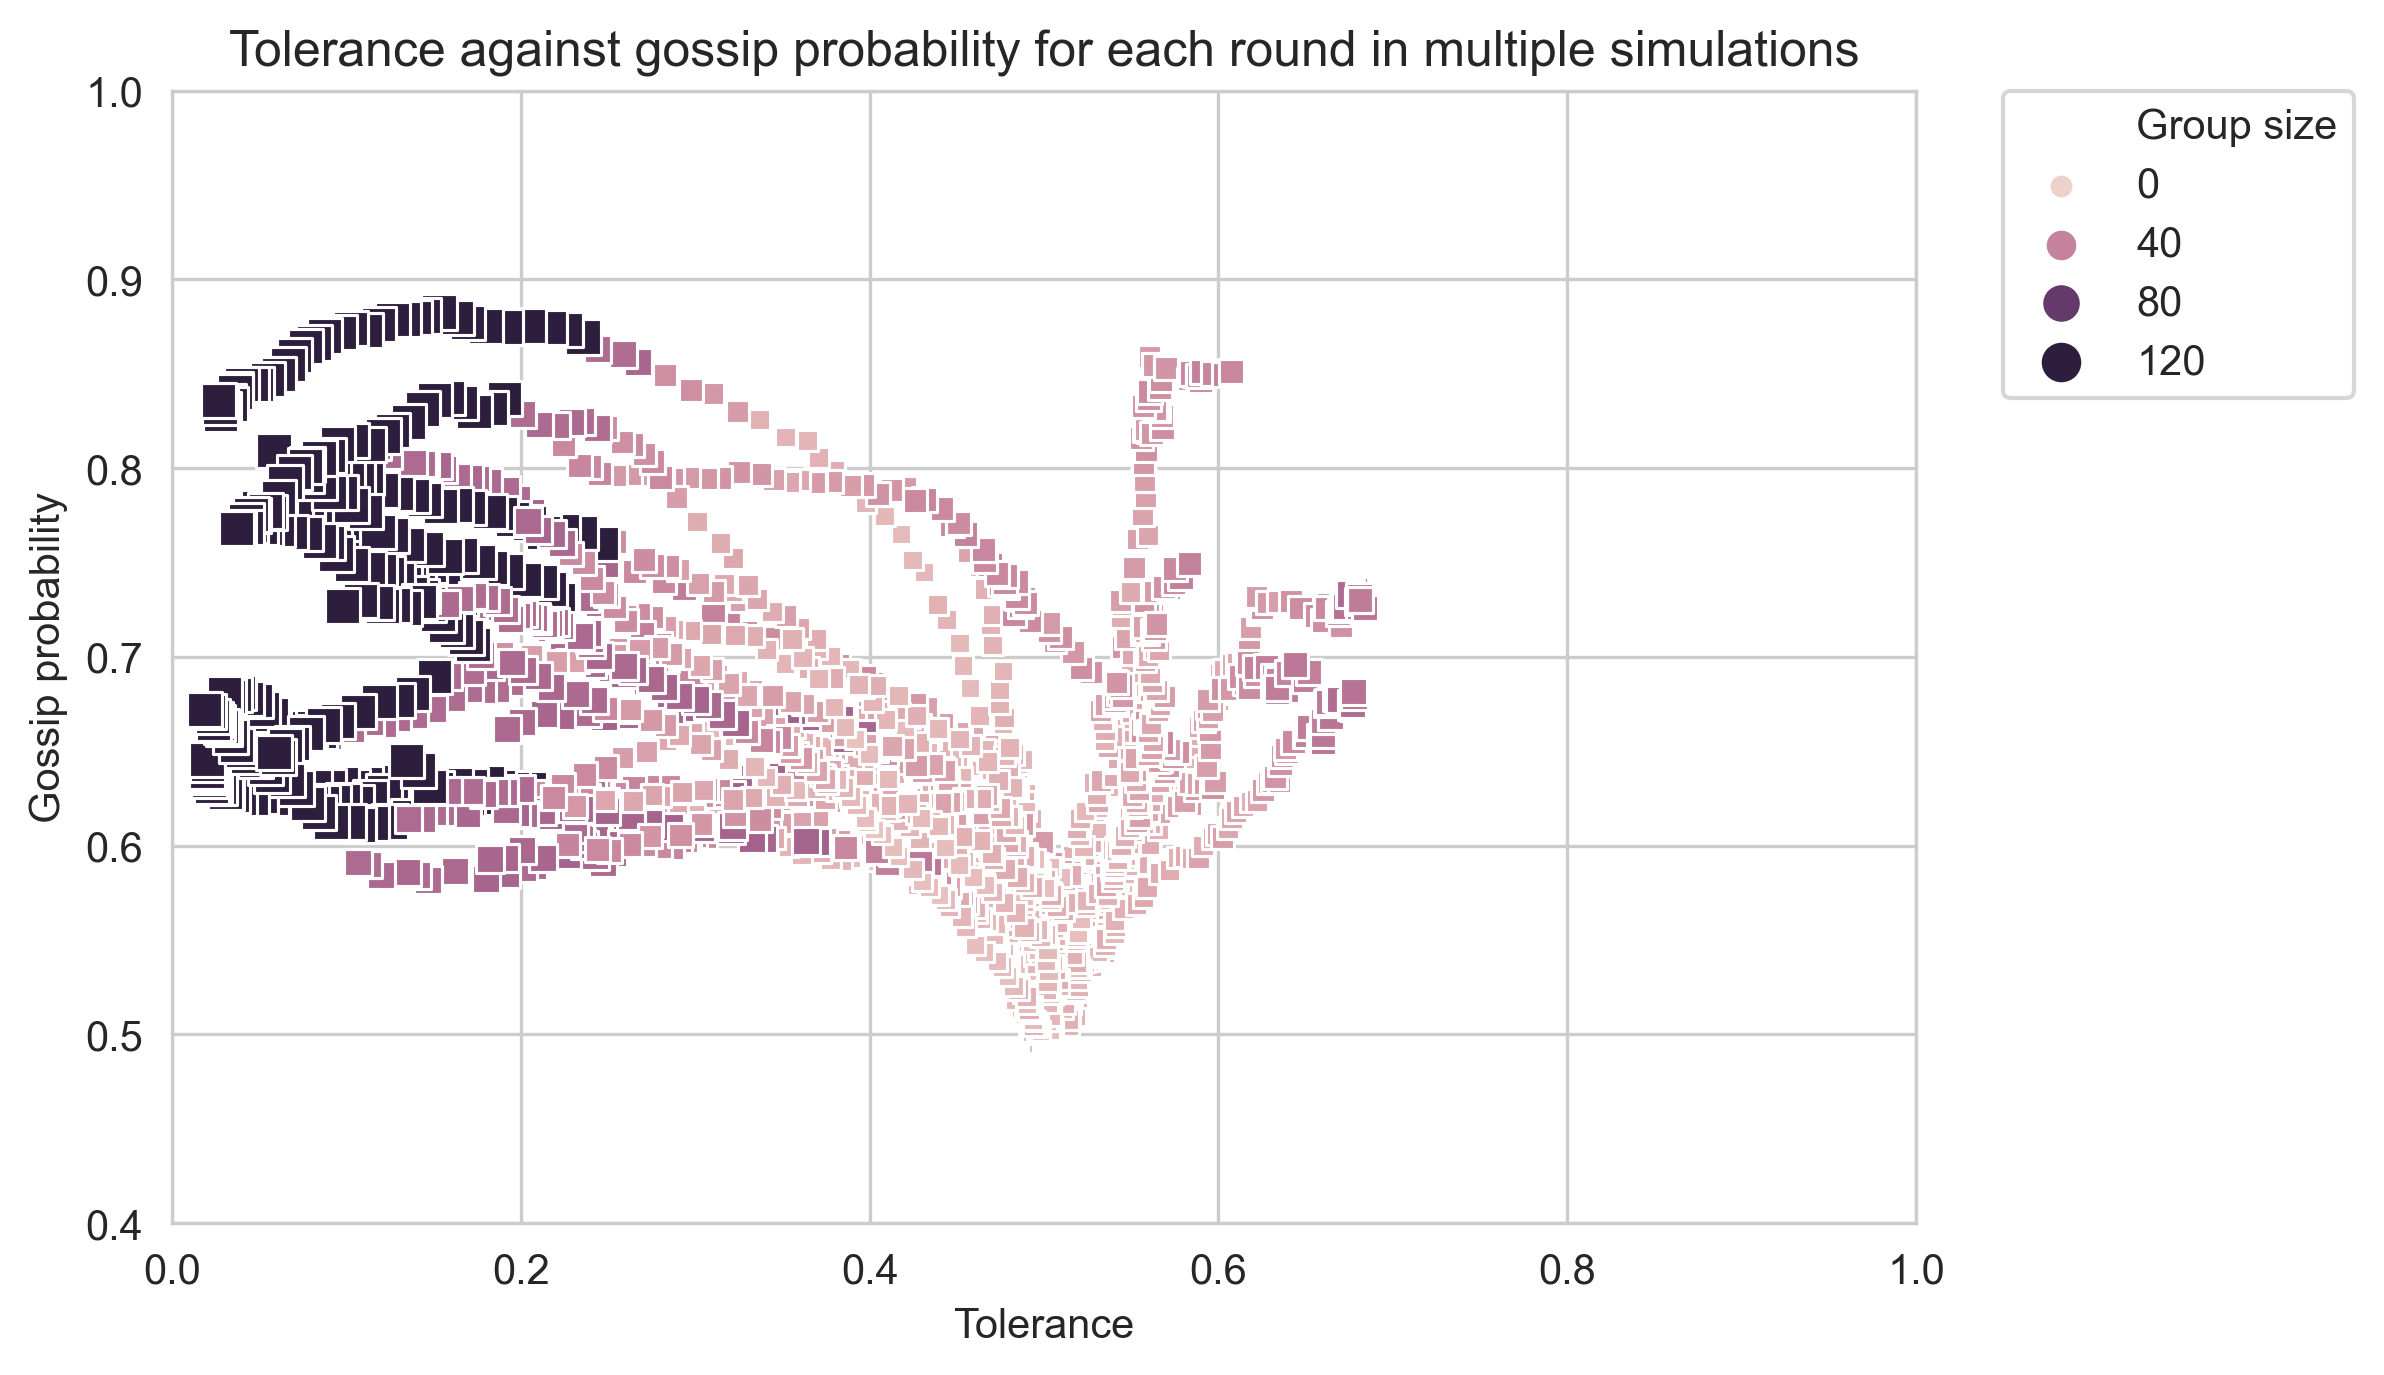 Tolerance against gossip probability for each round in multiple simulations
1.0
0.9
0.8
0.7
0.6
0.5
0.4
Gossip probability
0.0 0.2 0.4 0.6 0.8 1.0
Tolerance
Group size
0
40
80
120